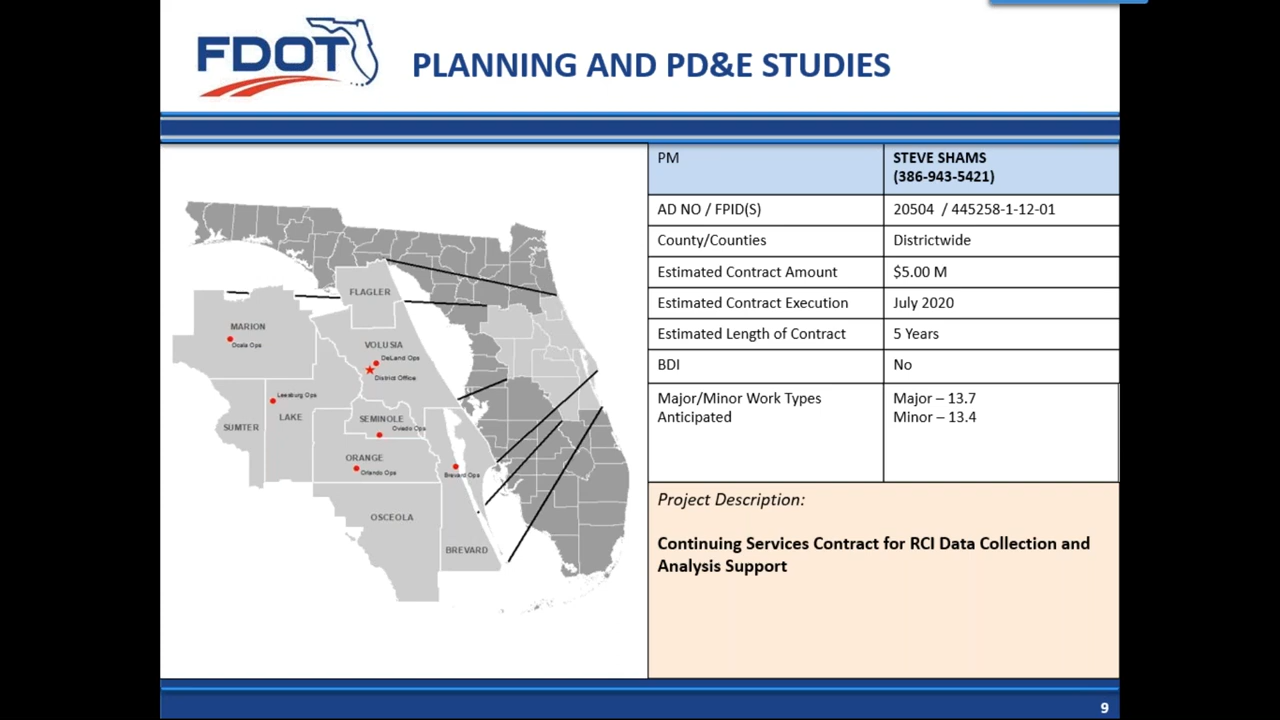 FDOT
PLANNING AND PD&E STUDIES
PM
STEVE SHAMS
(386-943-5421)
AD NO / FPID(S)
20504 / 445258-1-12-01
County/Counties
Districtwide
Estimated Contract Amount
$5.00 M
Estimated Contract Execution
July 2020
Estimated Length of Contract
5 Years
BDI
No
Major/Minor Work Types
Anticipated
Major – 13.7
Minor – 13.4
Project Description:
Continuing Services Contract for RCI Data Collection and
Analysis Support
FLAGLER
MARION
Ocala Ops
VOLUSIA
DeLand Ops
District Office
Leesburg Ops
LAKE
SUMTER
SEMINOLE
Oviedo Ops
ORANGE
Orlando Ops
Brevard Ops
OSCEOLA
BREVARD
9